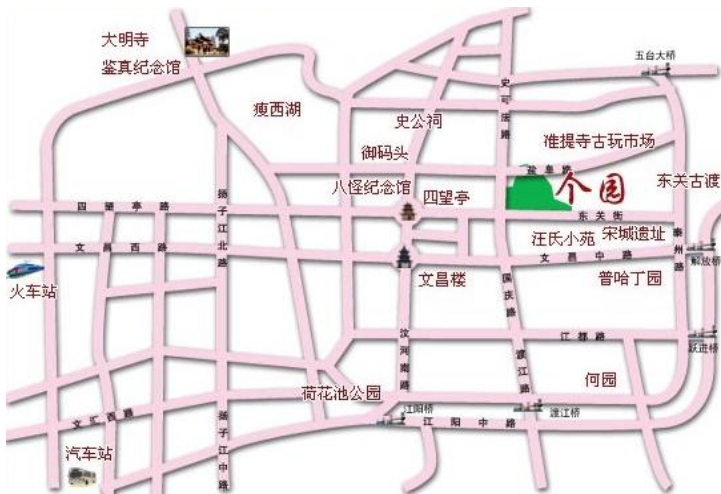 大明寺
鉴真纪念馆
五台大桥
瘦西湖
史可法路
史公祠
准提寺古玩市场
御码头
盐阜路
八怪纪念馆
四望亭
个园
东关古渡
扬子江北路
四望亭路
东关街
汪氏小苑
宋城遗址
泰州路
文昌西路
文昌中路
解放桥
火车站
文昌楼
国庆路
普哈丁园
汶河南路
渡江路
江都路
跃进桥
荷花池公园
何园
文汇西路
扬子江中路
江阳桥
江阳中路
渡江桥
汽车站